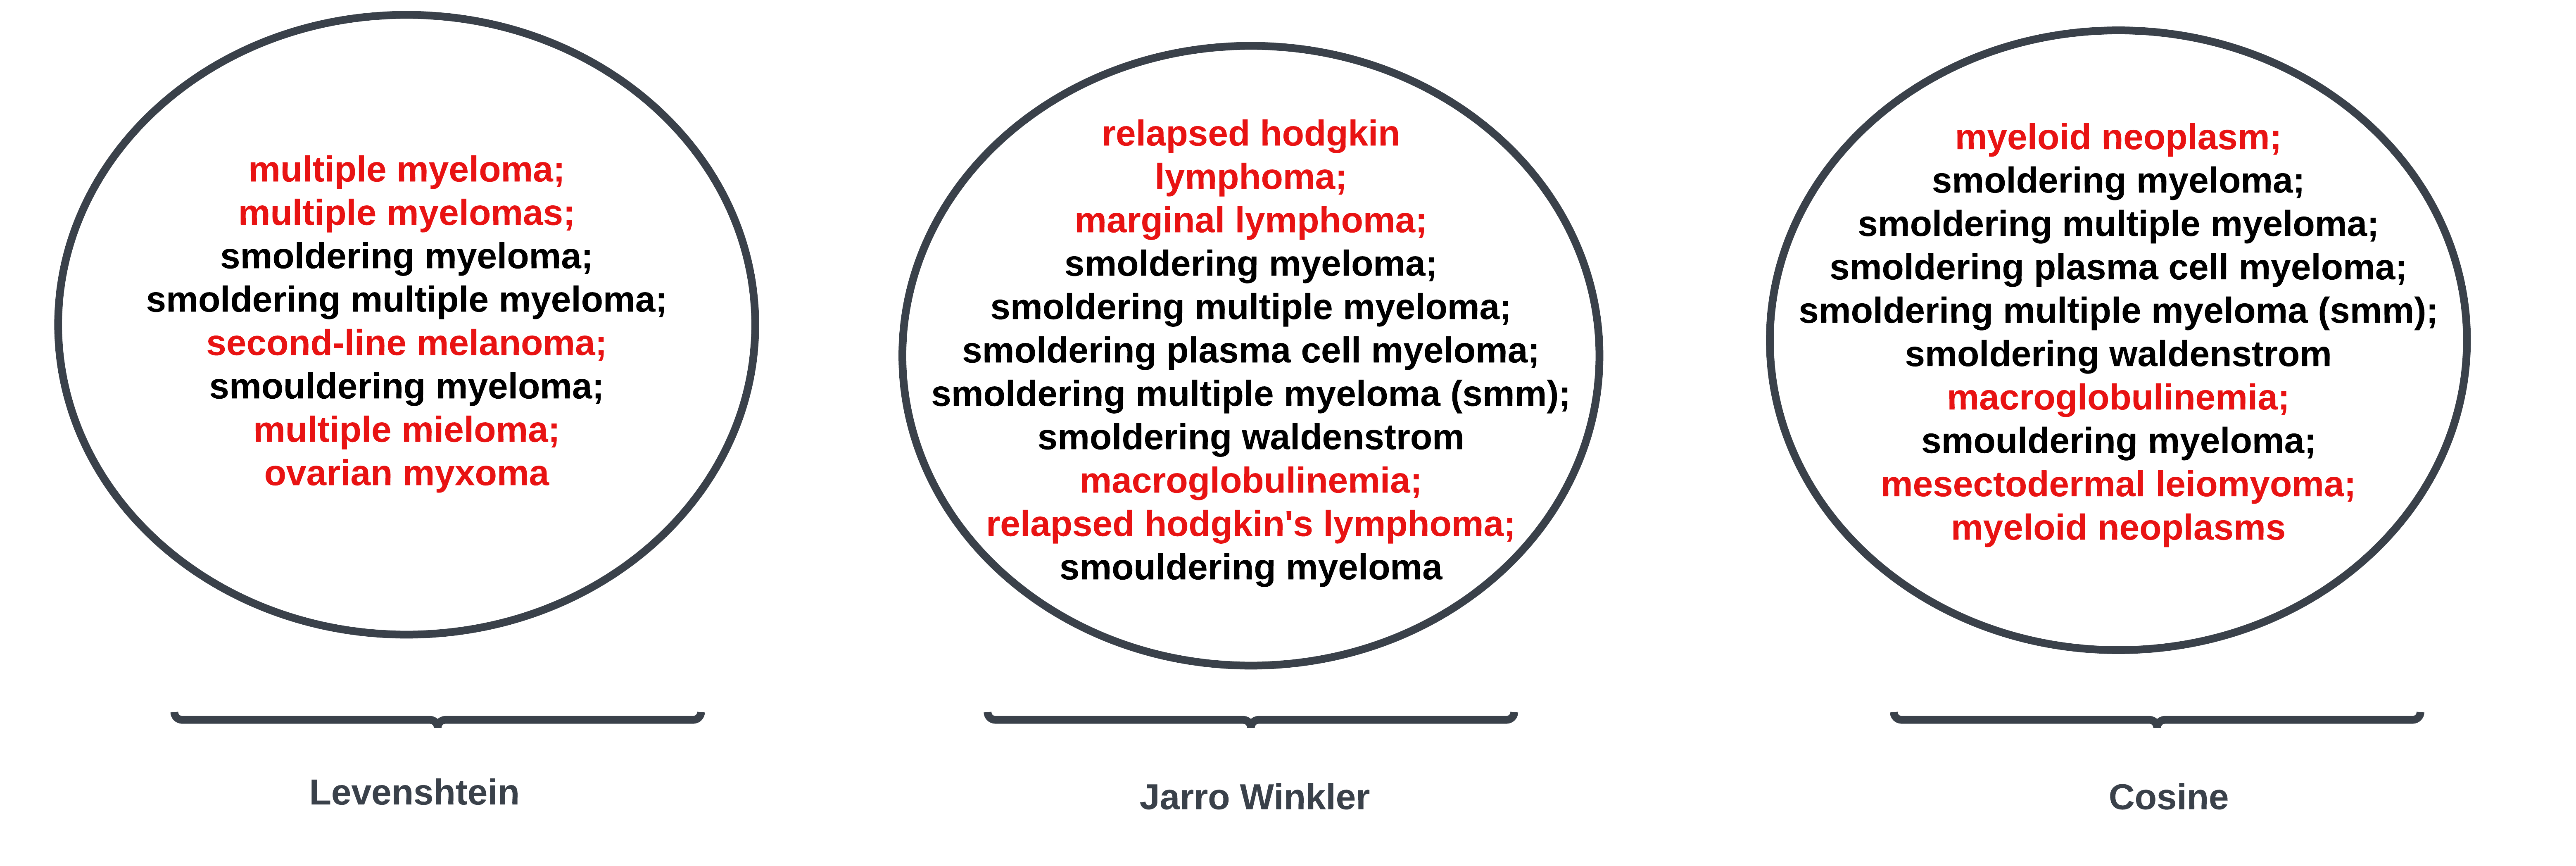 multiple myeloma;
multiple myelomas;
smoldering myeloma;
smoldering multiple myeloma;
second-line melanoma;
smouldering myeloma;
multiple mieloma;
ovarian myxoma
Levenshtein
relapsed hodgkin
lymphoma;
marginal lymphoma;
smoldering myeloma;
smoldering multiple myeloma;
smoldering plasma cell myeloma;
smoldering multiple myeloma (smm);
smoldering waldenstrom
macroglobulinemia;
relapsed hodgkin's lymphoma;
smouldering myeloma
Jarro Winkler
myeloid neoplasm;
smoldering myeloma;
smoldering multiple myeloma;
smoldering plasma cell myeloma;
smoldering multiple myeloma (smm);
smoldering waldenstrom
macroglobulinemia;
smouldering myeloma;
mesectodermal leiomyoma;
myeloid neoplasms
Cosine